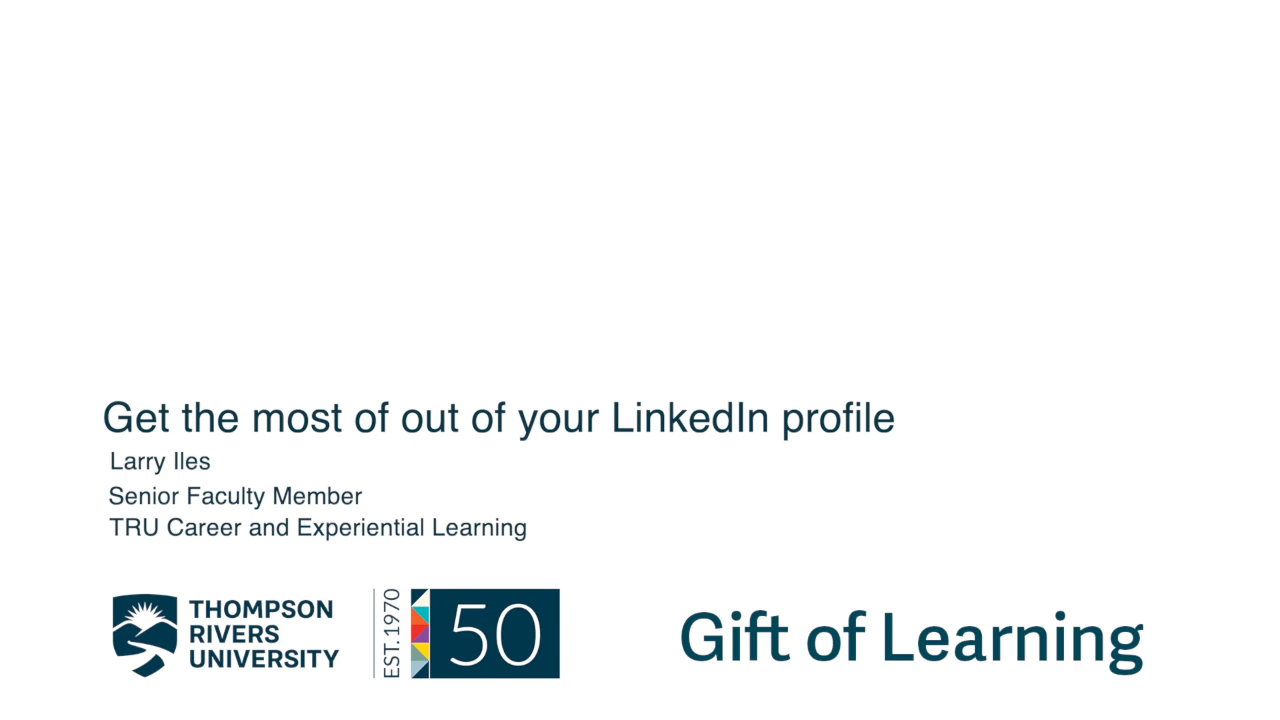 Get the most of out of your LinkedIn profile
Larry Iles
Senior Faculty Member
TRU Career and Experiential Learning
THOMPSON
RIVERS
UNIVERSITY
EST. 1970
50
Gift of Learning